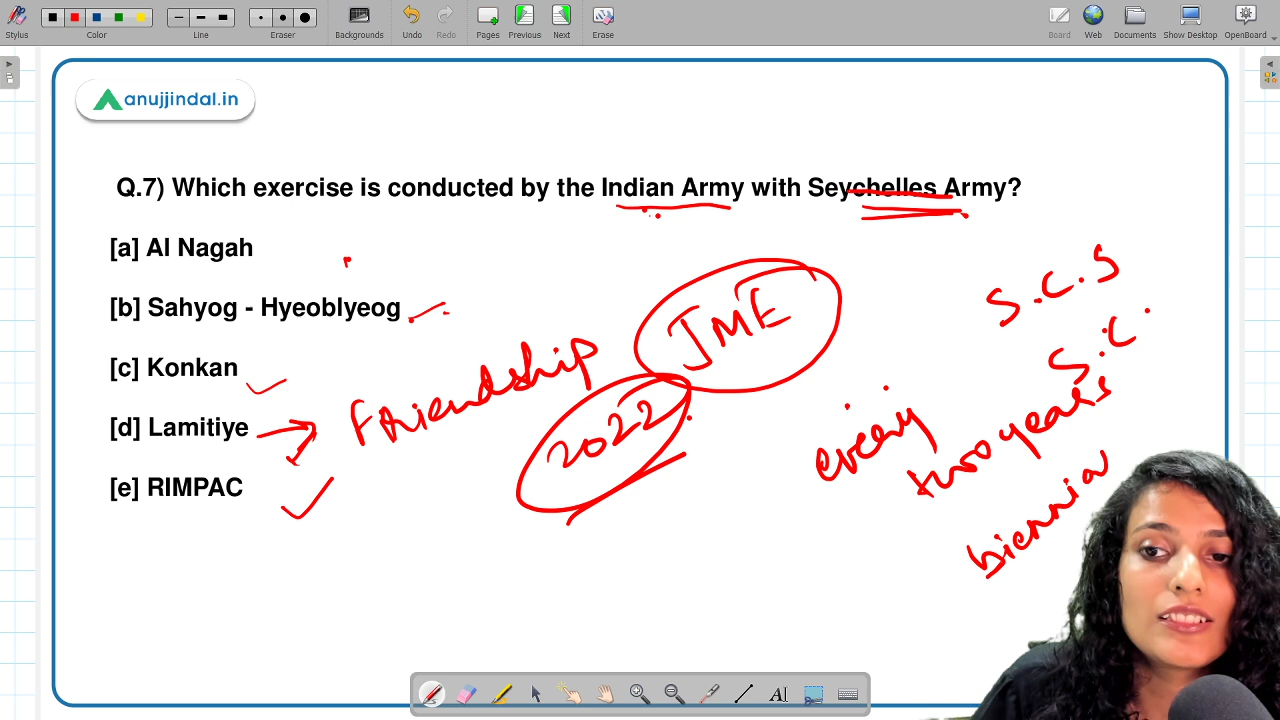 Stylus
Color
Line
Eraser
Backgrounds
Undo
Redo
Pages
Previous
Next
Erase
Board
Web
Documents
Show Desktop
OpenBoard
anujjindal.in
Q.7) Which exercise is conducted by the Indian Army with Seychelles Army?
[a] Al Nagah
[b] Sahyog - Hyeoblyeog
[c] Konkan
[d] Lamitiye
[e] RIMPAC
Friendship
JME
2022
S.C.S
S.C.
every
two years
biennial
AI